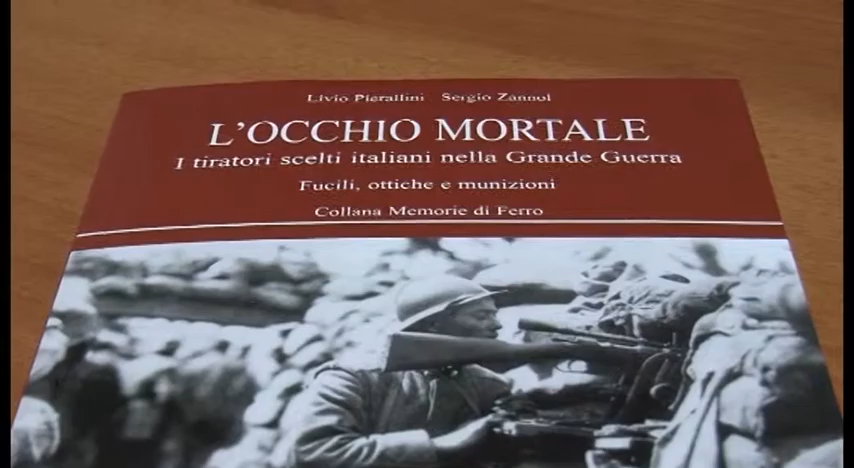 Livio Pierallini Sergio Zannol
L'OCCHIO MORTALE
I tiratori scelti italiani nella Grande Guerra
Fucili, ottiche e munizioni
Collana Memorie di Ferro